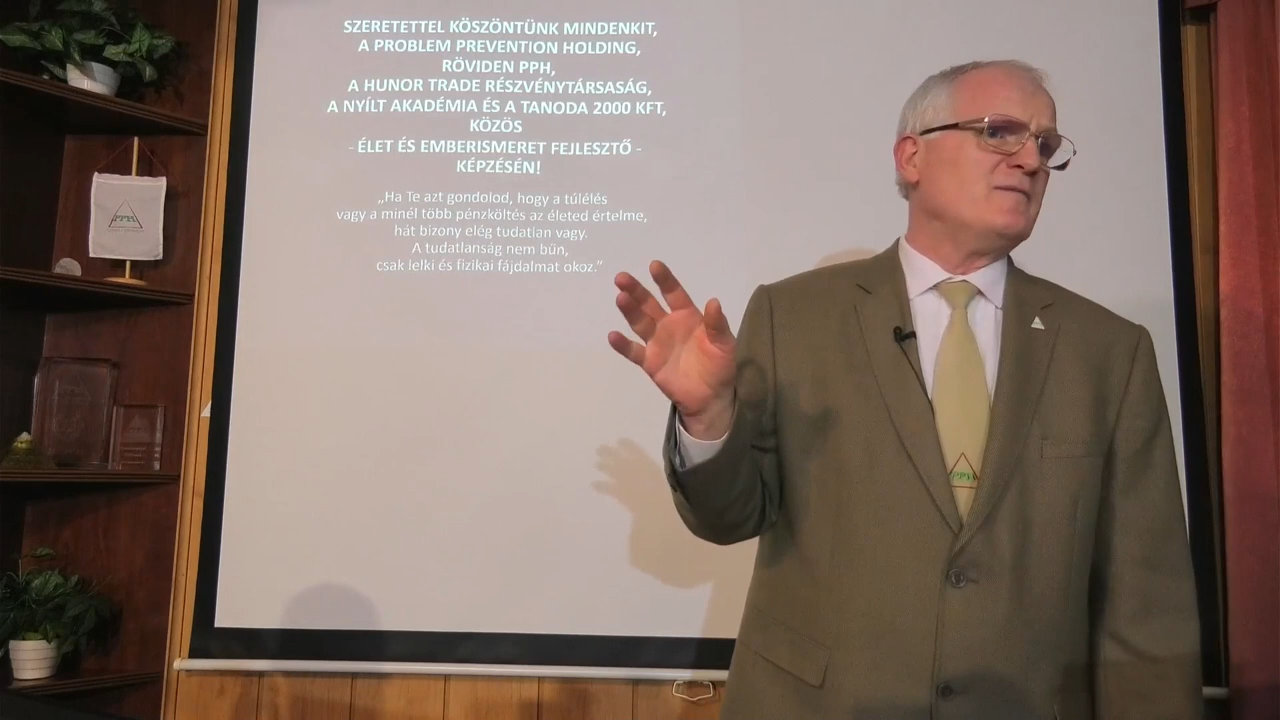 SZERETETTEL KÖSZÖNTÜNK MINDENKIT,
A PROBLEM PREVENTION HOLDING,
RÖVIDEN PPH,
A HUNOR TRADE RÉSZVÉNYTÁRSASÁG,
A NYÍLT AKADÉMIA ÉS A TANODA 2000 KFT,
KÖZÖS
- ÉLET ÉS EMBERISMERET FEJLESZTŐ -
KÉPZÉSÉN!
„Ha Te azt gondolod, hogy a túlélés
vagy a minél több pénzköltés az életed értelme,
hát bizony elég tudatlan vagy.
A tudatlanság nem bűn,
csak lelki és fizikai fájdalmat okoz.”
PPH
PPH